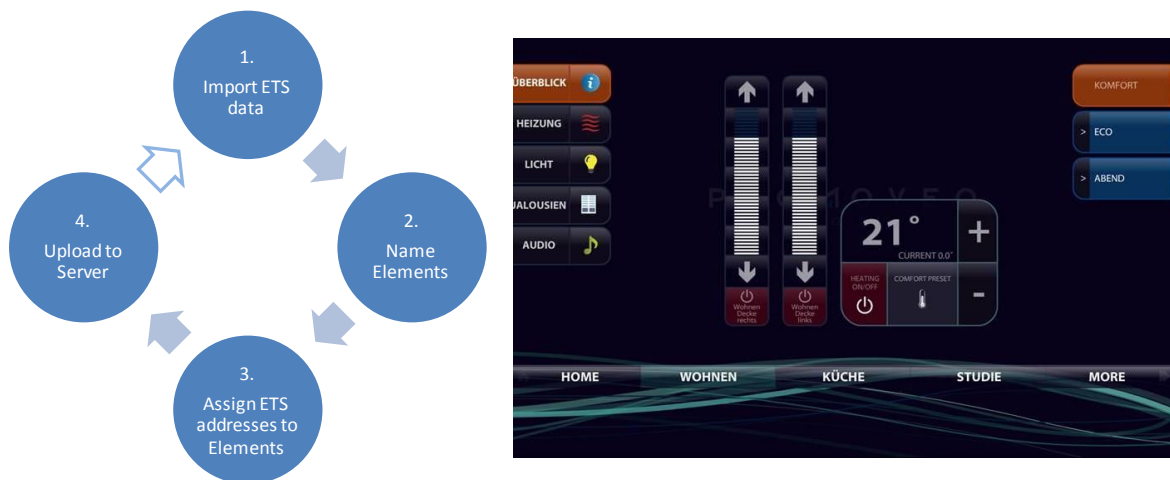 1.
Import ETS
data
2.
Name
Elements
3.
Assign ETS
addresses to
Elements
4.
Upload to
Server
ÜBERBLICK
HEIZUNG
LICHT
JALOUSIEN
AUDIO
KOMFORT
> ECO
> ABEND
PROMOVEO
21°
CURRENT 0.0°
+
HEATING
ON/OFF
COMFORT PRESET
-
Wohnen
Decke
rechts
Wohnen
Decke
links
HOME WOHNEN KÜCHE STUDIE MORE